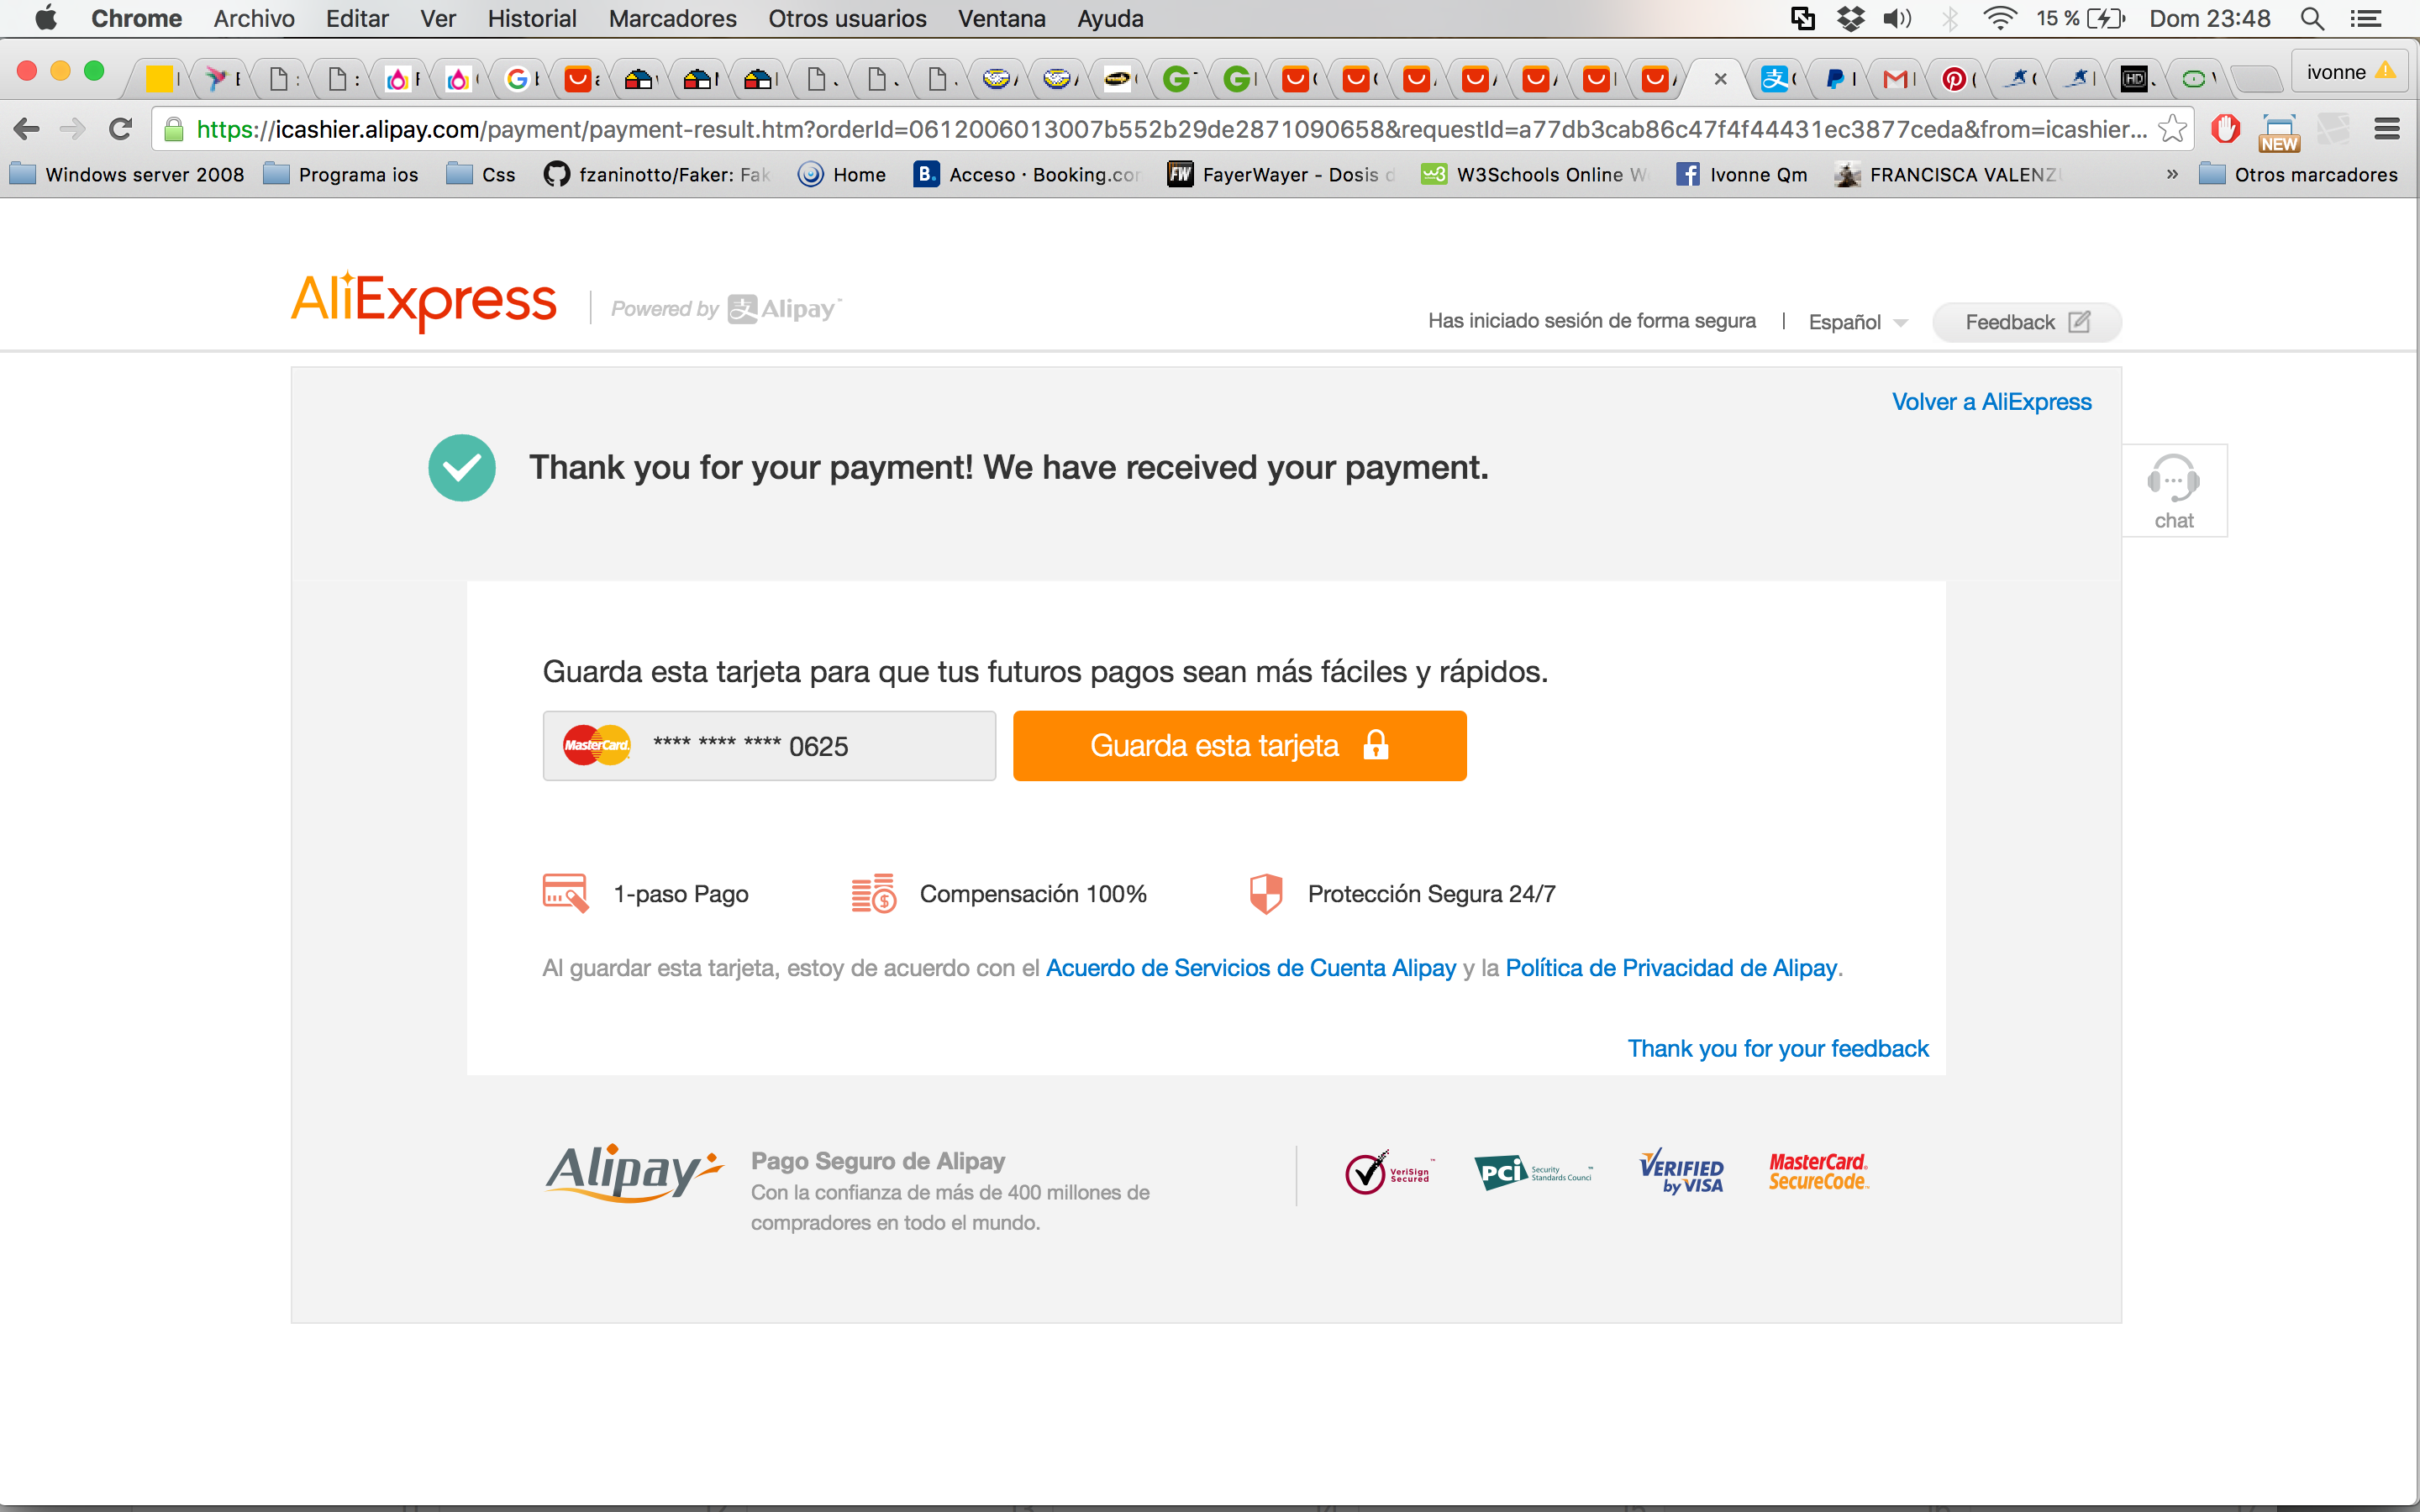 Chrome Archivo Editar Ver Historial Marcadores Otros usuarios Ventana Ayuda 15 % Dom 23:48
ivonne
https://icashier.alipay.com/payment/payment-result.htm?orderId=0612006013007b552b29de2871090658&requestId=a77db3cab86c47f4f44431ec3877ceda&from=icashier...
NEW
Windows server 2008 Programa ios Css fzaninotto/Faker: Fak Home B. Acceso · Booking.cor FW FayerWayer - Dosis d W3Schools Online W Ivonne Qm FRANCISCA VALENZ » Otros marcadores
AliExpress Powered by Alipay
Has iniciado sesión de forma segura | Español Feedback
Volver a AliExpress
Thank you for your payment! We have received your payment.
chat
Guarda esta tarjeta para que tus futuros pagos sean más fáciles y rápidos.
MasterCard **** **** **** 0625 Guarda esta tarjeta
1-paso Pago Compensación 100% Protección Segura 24/7
Al guardar esta tarjeta, estoy de acuerdo con el Acuerdo de Servicios de Cuenta Alipay y la Política de Privacidad de Alipay.
Thank you for your feedback
Alipay Pago Seguro de Alipay
Con la confianza de más de 400 millones de
compradores en todo el mundo.
VeriSign Secured
PCI Security Standards Council
VERIFIED by VISA
MasterCard. SecureCode